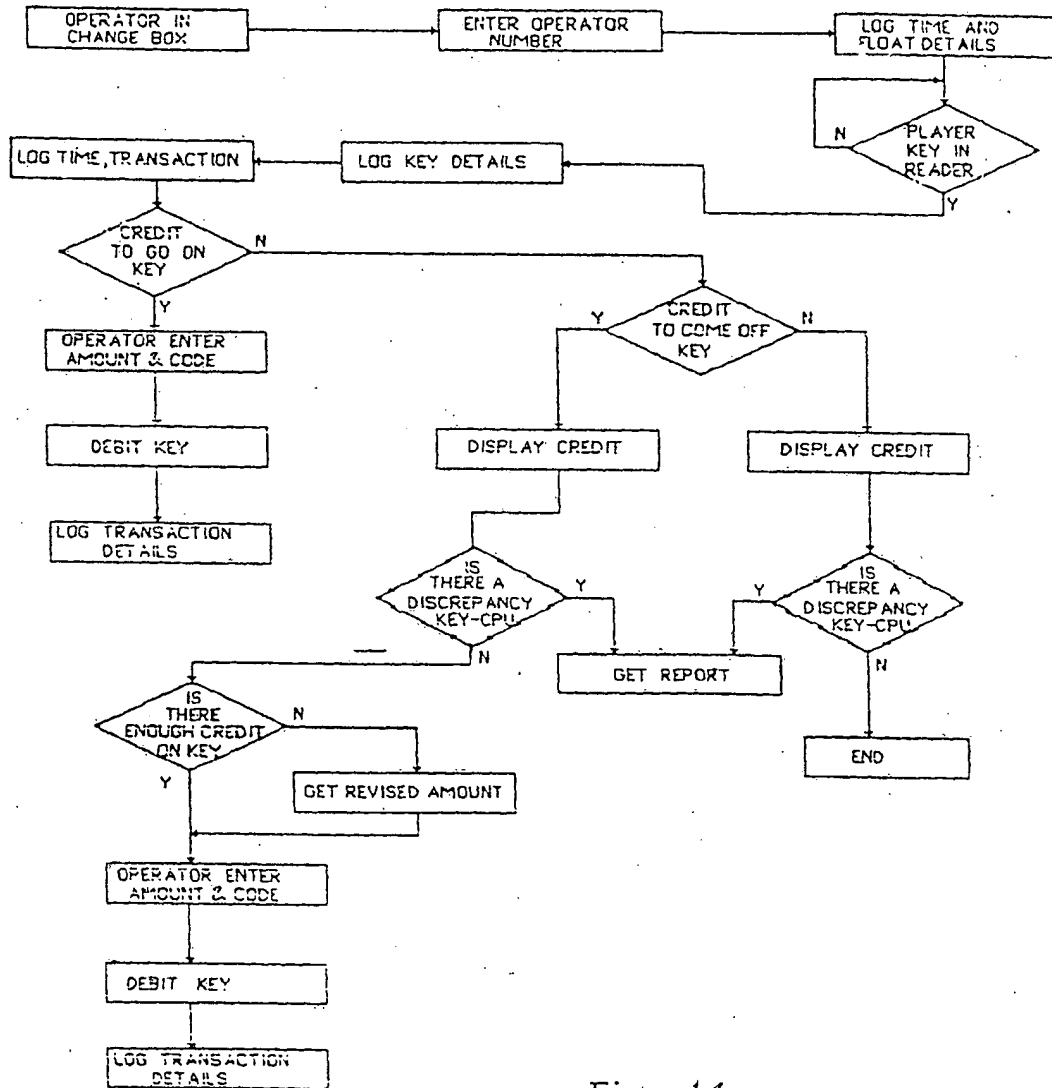 OPERATOR IN
CHANGE BOX
ENTER OPERATOR
NUMBER
LOG TIME AND
FLOAT DETAILS
N
PLAYER
KEY IN
READER
Y
LOG TIME, TRANSACTION
LOG KEY DETAILS
CREDIT
TO GO ON
KEY
N
Y
CREDIT
TO COME OFF
KEY
Y
N
OPERATOR ENTER
AMOUNT & CODE
DEBIT KEY
LOG TRANSACTION
DETAILS
DISPLAY CREDIT
DISPLAY CREDIT
IS
THERE A
DISCREPANCY
KEY-CPU
Y
N
IS
THERE A
DISCREPANCY
KEY-CPU
Y
N
GET REPORT
END
IS
THERE
ENOUGH CREDIT
ON KEY
N
Y
GET REVISED AMOUNT
OPERATOR ENTER
AMOUNT & CODE
DEBIT KEY
LOG TRANSACTION
DETAILS